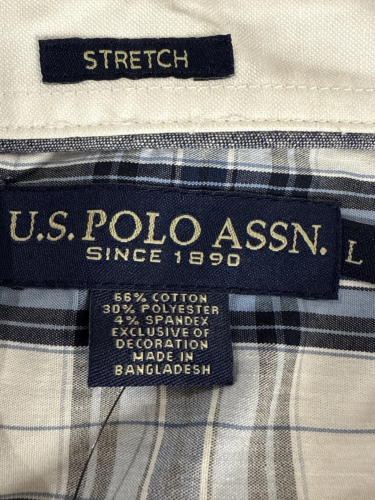 STRETCH
U.S. POLO ASSN.
SINCE 1890
L
66% COTTON
30% POLYESTER
4% SPANDEX
EXCLUSIVE OF
DECORATION
MADE IN
BANGLADESH